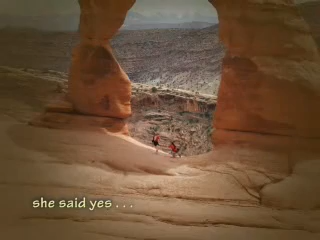 she said yes . . .